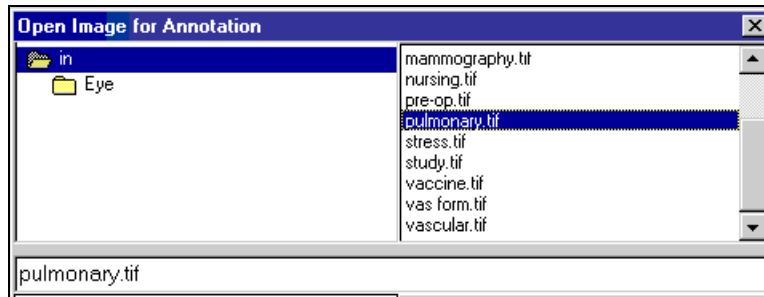 Open Image for Annotation
in
Eye
mammography.tif
nursing.tif
pre-op.tif
pulmonary.tif
stress.tif
study.tif
vaccine.tif
vas form.tif
vascular.tif
pulmonary.tif